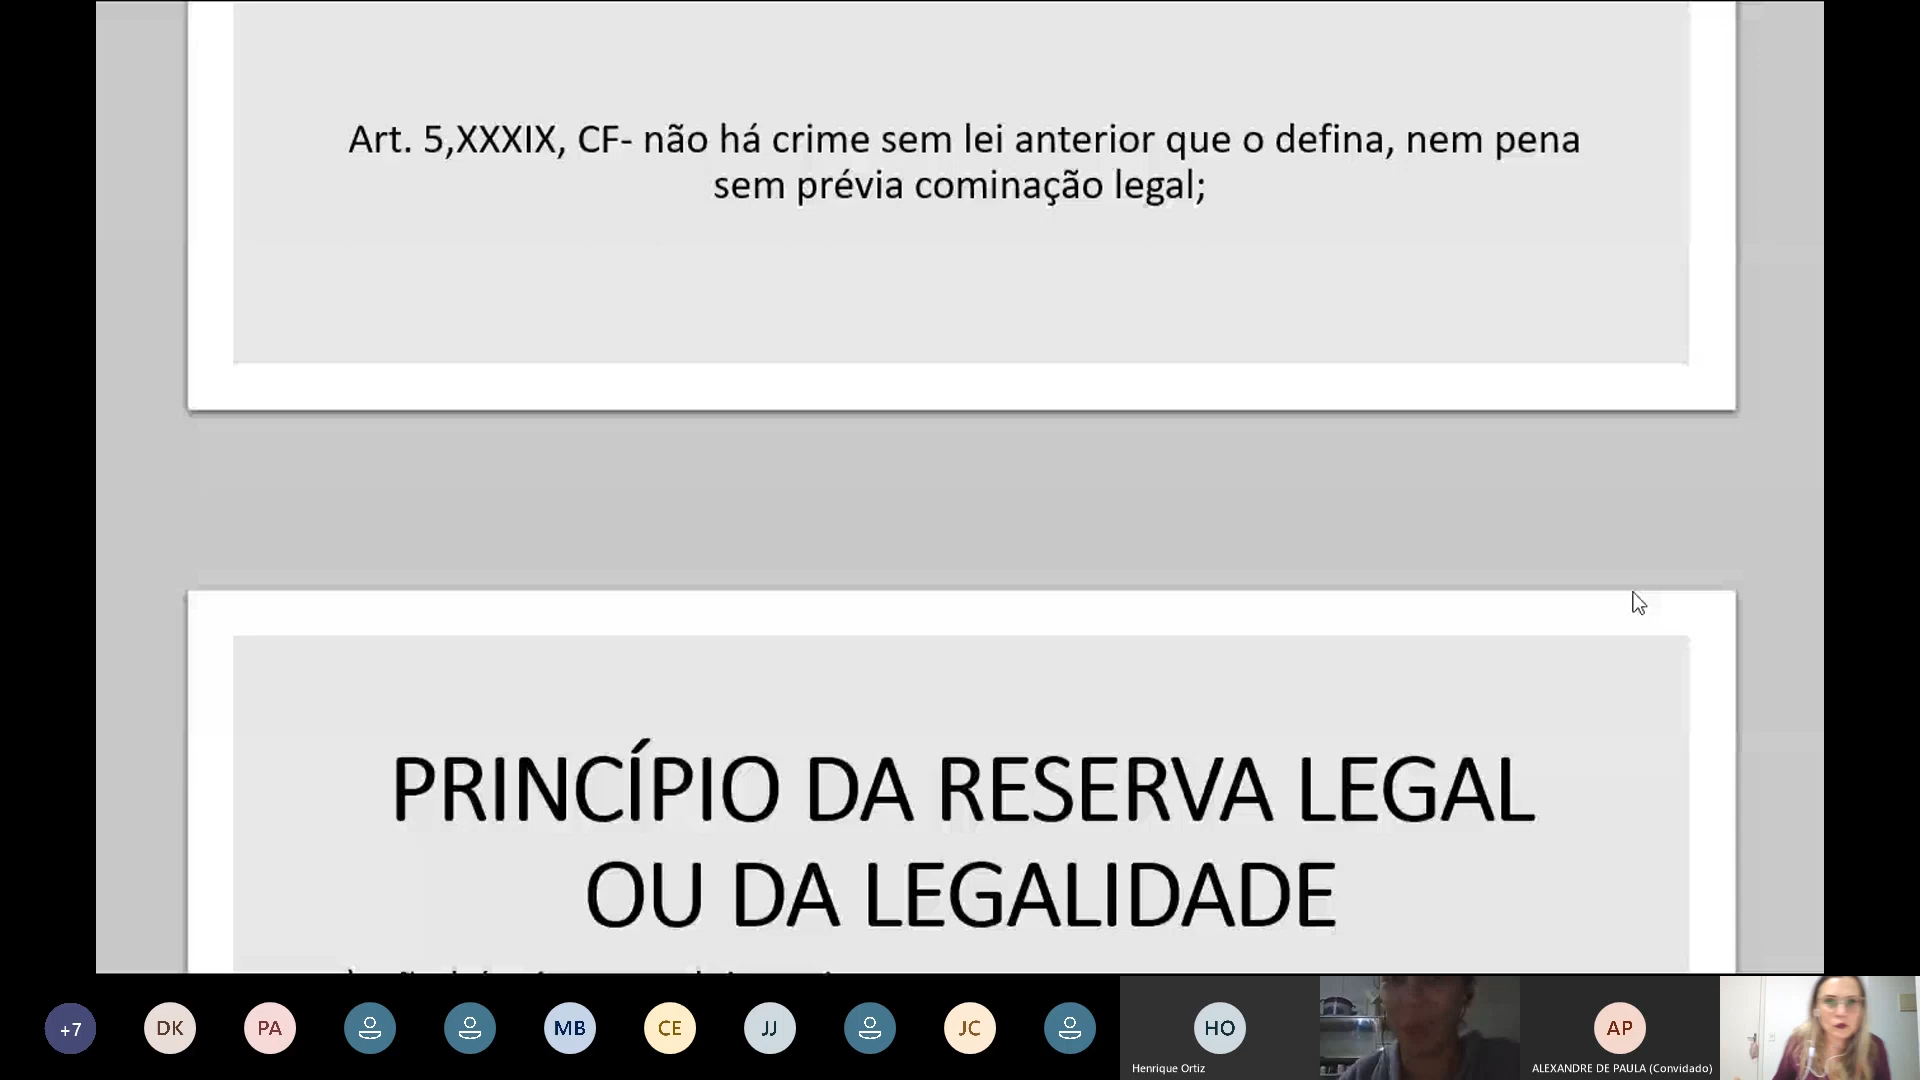 Art. 5,XXXIX, CF- não há crime sem lei anterior que o defina, nem pena
sem prévia cominação legal;
PRINCÍPIO DA RESERVA LEGAL
OU DA LEGALIDADE
+7
DK
PA
MB
CE
JJ
JC
HO
AP
Henrique Ortiz
ALEXANDRE DE PAULA (Convidado)